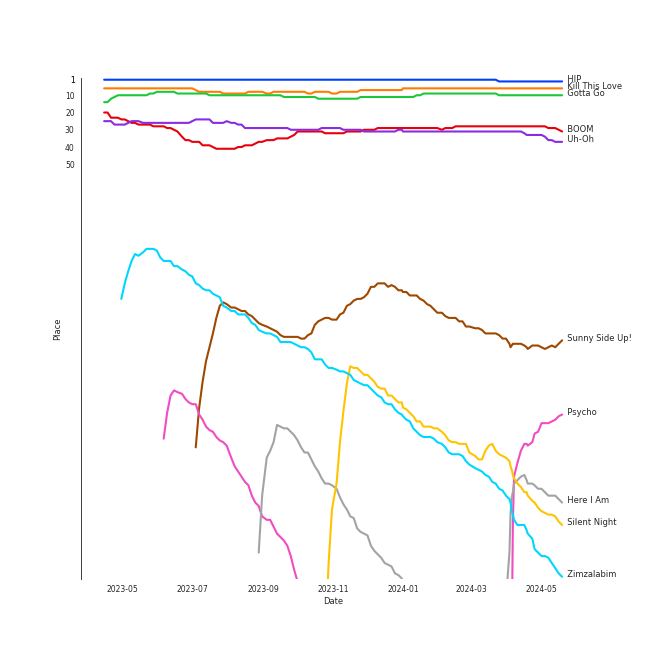 1
10
20
30
40
50
Place
HIP
Kill This Love
Gotta Go
BOOM
Uh-Oh
Sunny Side Up!
Psycho
Here I Am
Silent Night
Zimzalabim
2023-05 2023-07 2023-09 2023-11 2024-01 2024-03 2024-05
Date